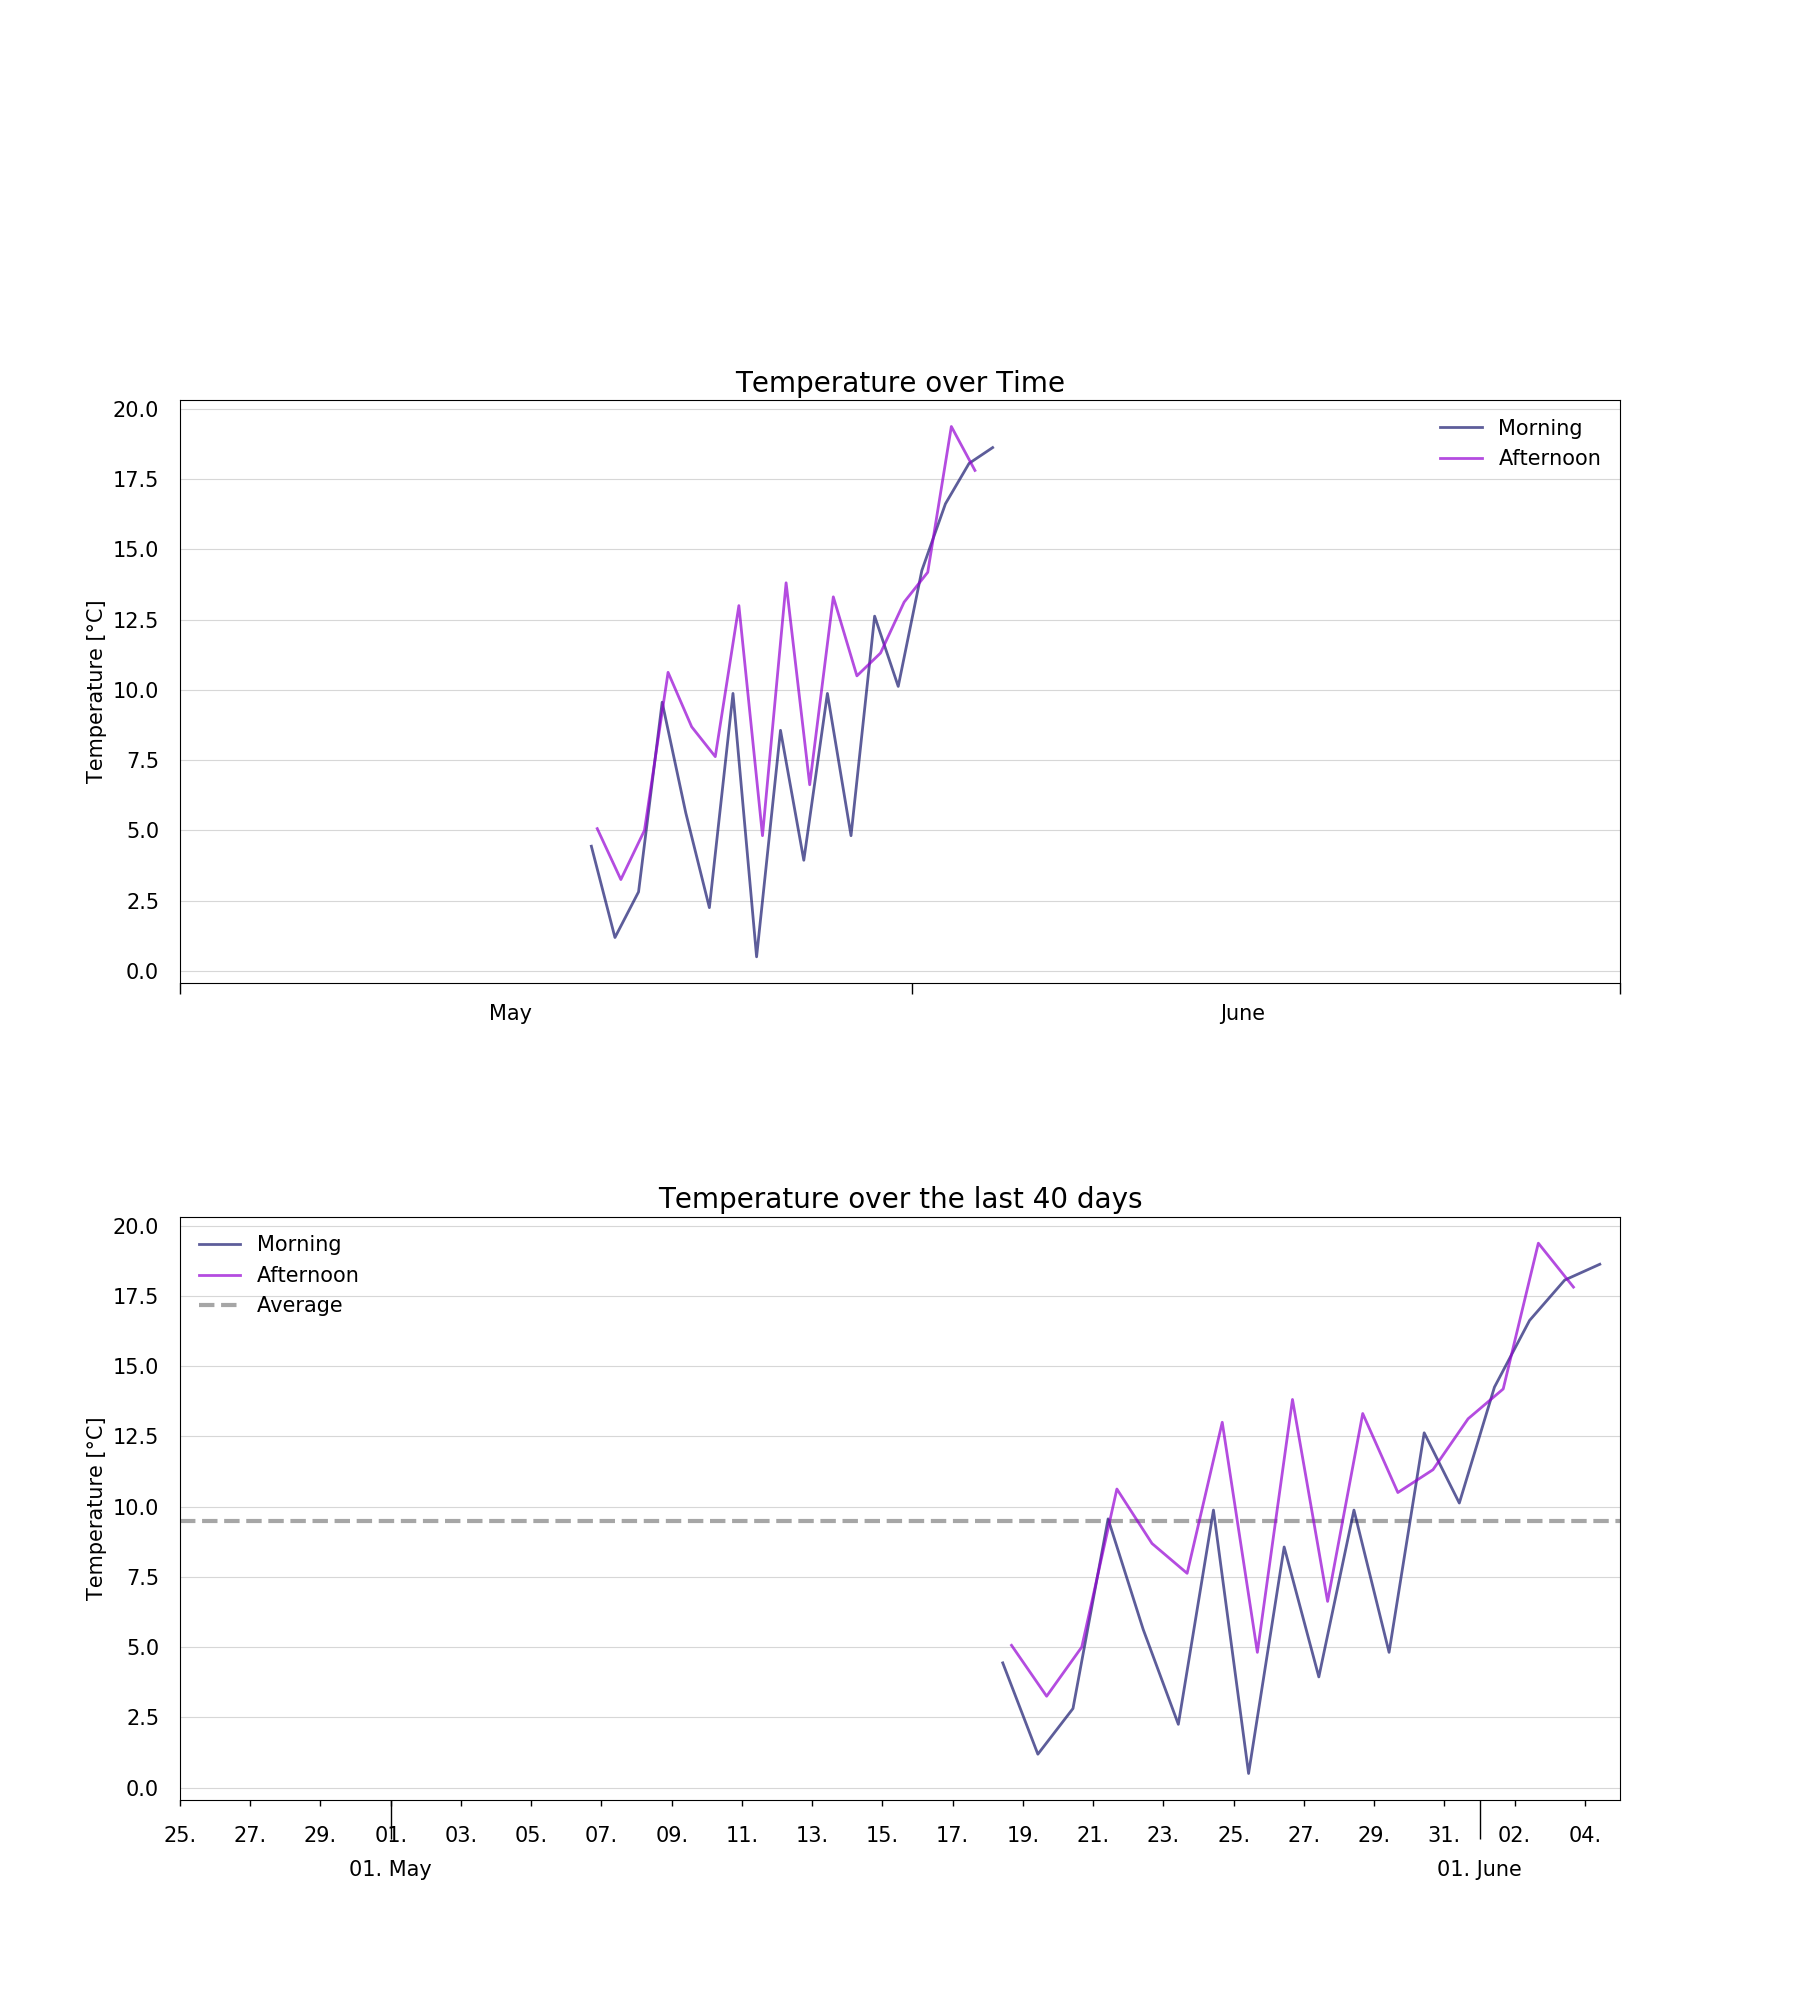 Temperature over Time
20.0
17.5
15.0
12.5
10.0
7.5
5.0
2.5
0.0
Temperature [°C]
Morning
Afternoon
May June
Temperature over the last 40 days
20.0
17.5
15.0
12.5
10.0
7.5
5.0
2.5
0.0
Temperature [°C]
Morning
Afternoon
Average
25. 27. 29. 01. 03. 05. 07. 09. 11. 13. 15. 17. 19. 21. 23. 25. 27. 29. 31. 02. 04.
01. May 01. June